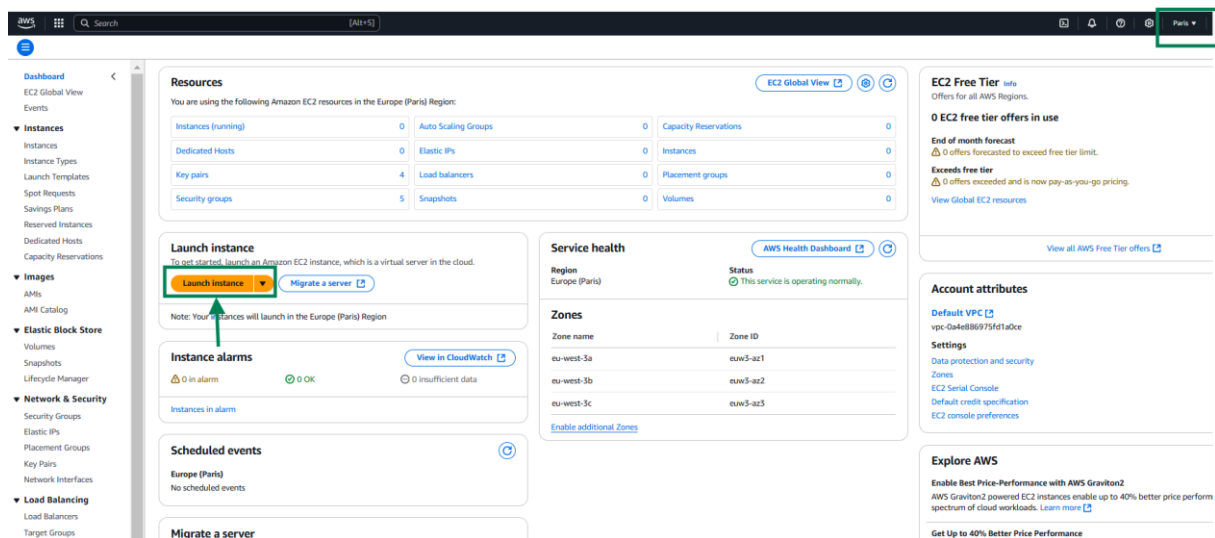 aws
Search
[Alt+S]
Paris
Dashboard
EC2 Global View
Events
Instances
Instances
Instance Types
Launch Templates
Spot Requests
Savings Plans
Reserved Instances
Dedicated Hosts
Capacity Reservations
Images
AMIs
AMI Catalog
Elastic Block Store
Volumes
Snapshots
Lifecycle Manager
Network & Security
Security Groups
Elastic IPs
Placement Groups
Key Pairs
Network Interfaces
Load Balancing
Load Balancers
Target Groups
Resources
EC2 Global View
You are using the following Amazon EC2 resources in the Europe (Paris) Region:
Instances (running) 0 Auto Scaling Groups 0 Capacity Reservations 0
Dedicated Hosts 0 Elastic IPs 0 Instances 0
Key pairs 4 Load balancers 0 Placement groups 0
Security groups 5 Snapshots 0 Volumes 0
Launch instance
To get started, launch an Amazon EC2 instance, which is a virtual server in the cloud.
Launch instance
Migrate a server
Note: Your instances will launch in the Europe (Paris) Region
Instance alarms
View in CloudWatch
0 in alarm 0 OK 0 insufficient data
Instances in alarm
Scheduled events
Europe (Paris)
No scheduled events
Migrate a server
Service health
AWS Health Dashboard
Region Status
Europe (Paris) This service is operating normally.
Zones
Zone name Zone ID
eu-west-3a euw3-az1
eu-west-3b euw3-az2
eu-west-3c euw3-az3
Enable additional Zones
EC2 Free Tier Info
Offers for all AWS Regions.
0 EC2 free tier offers in use
End of month forecast
0 offers forecasted to exceed free tier limit.
Exceeds free tier
0 offers exceeded and is now pay-as-you-go pricing.
View Global EC2 resources
View all AWS Free Tier offers
Account attributes
Default VPC
vpc-0a4e886975fd1a0ce
Settings
Data protection and security
Zones
EC2 Serial Console
Default credit specification
EC2 console preferences
Explore AWS
Enable Best Price-Performance with AWS Graviton2
AWS Graviton2 powered EC2 instances enable up to 40% better price perform
spectrum of cloud workloads. Learn more
Get Up to 40% Better Price Performance